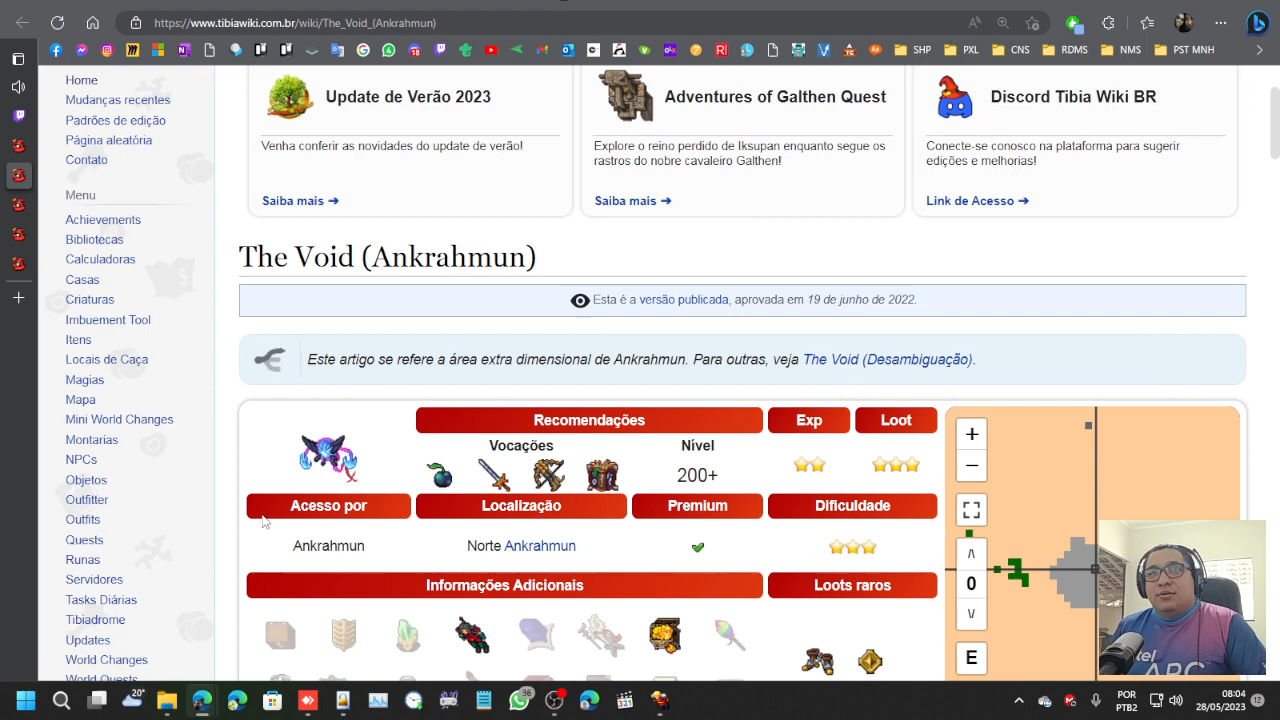 https://www.tibiawiki.com.br/wiki/The_Void_(Ankrahmun)
SHP
PXL
CNS
RDMS
NMS
PST MNH
Home
Mudanças recentes
Padrões de edição
Página aleatória
Contato
Menu
Achievements
Bibliotecas
Calculadoras
Casas
Criaturas
Imbuement Tool
Itens
Locais de Caça
Magias
Mapa
Mini World Changes
Montarias
NPCs
Objetos
Outfitter
Outfits
Quests
Runas
Servidores
Tasks Diárias
Tibiadrome
Updates
World Changes
World Quests
Update de Verão 2023
Venha conferir as novidades do update de verão!
Saiba mais ➔
Adventures of Galthen Quest
Explore o reino perdido de Iksupan enquanto segue os
rastros do nobre cavaleiro Galthen!
Saiba mais ➔
Discord Tibia Wiki BR
Conecte-se conosco na plataforma para sugerir
edições e melhorias!
Link de Acesso ➔
The Void (Ankrahmun)
Esta é a versão publicada, aprovada em 19 de junho de 2022.
Este artigo se refere a área extra dimensional de Ankrahmun. Para outras, veja The Void (Desambiguação).
Recomendações
Exp
Loot
Vocações
Nível
200+
Acesso por
Localização
Premium
Dificuldade
Ankrahmun
Norte Ankrahmun
Informações Adicionais
Loots raros
+
−
0
E
20°
36
POR
PTB2
08:04
28/05/2023
12